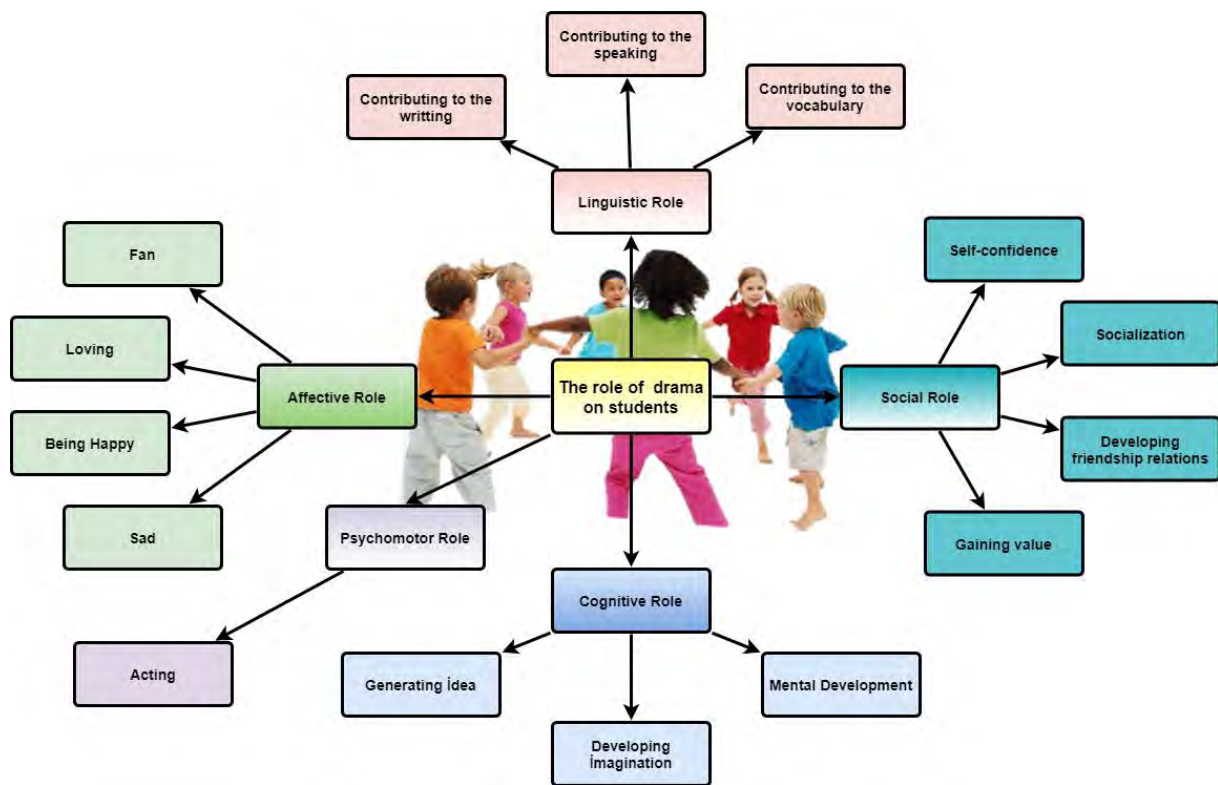 Contributing to the
speaking
Contributing to the
writting
Contributing to the
vocabulary
Linguistic Role
Fan
Loving
Being Happy
Sad
Affective Role
The role of drama
on students
Social Role
Self-confidence
Socialization
Developing
friendship relations
Gaining value
Psychomotor Role
Acting
Cognitive Role
Generating İdea
Developing
İmagination
Mental Development